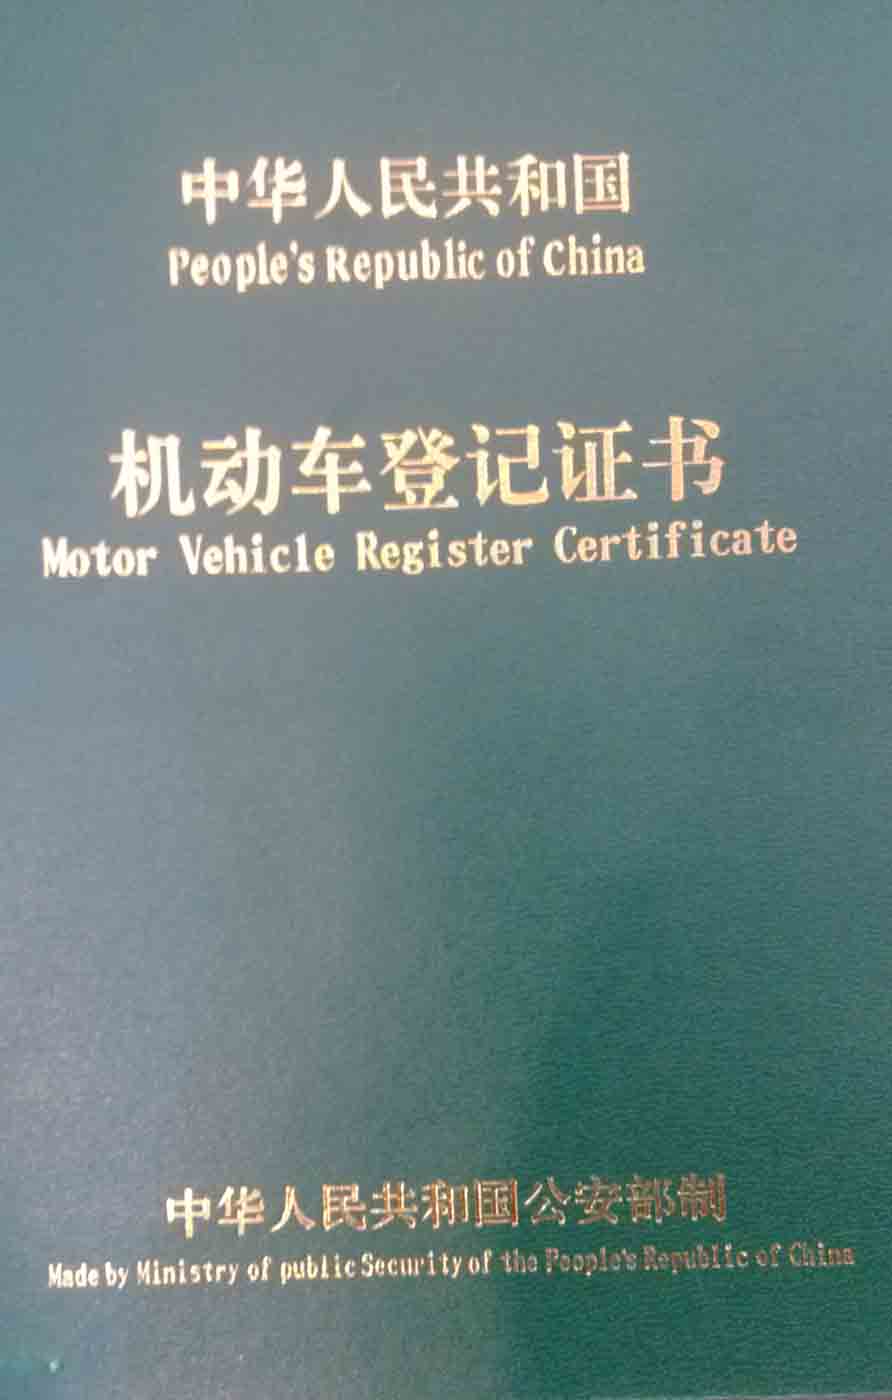 中华人民共和国
People's Republic of China
机动车登记证书
Motor Vehicle Register Certificate
中华人民共和国公安部制
Made by Ministry of public Security of the People's Republic of China